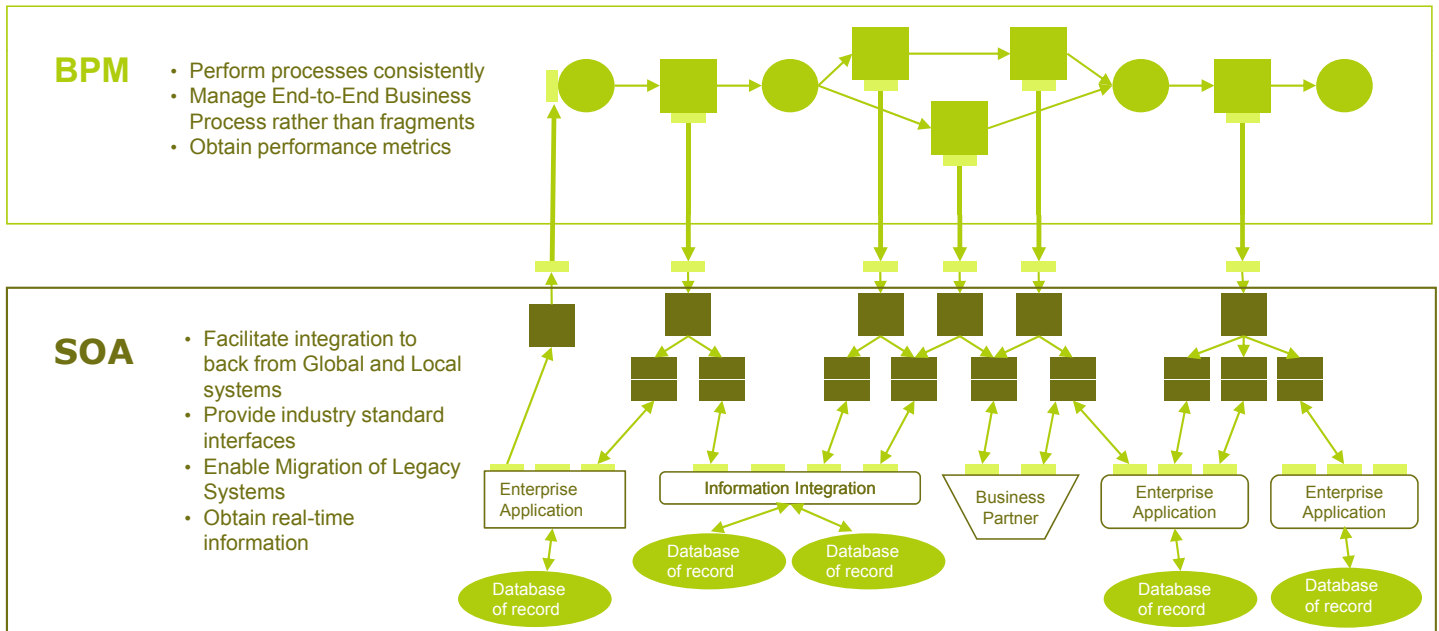 BPM
• Perform processes consistently
• Manage End-to-End Business
Process rather than fragments
• Obtain performance metrics
SOA
• Facilitate integration to
back from Global and Local
systems
• Provide industry standard
interfaces
• Enable Migration of Legacy
Systems
• Obtain real-time
information
Enterprise
Application
Information Integration
Business
Partner
Enterprise
Application
Enterprise
Application
Database
of record
Database
of record
Database
of record
Database
of record
Database
of record